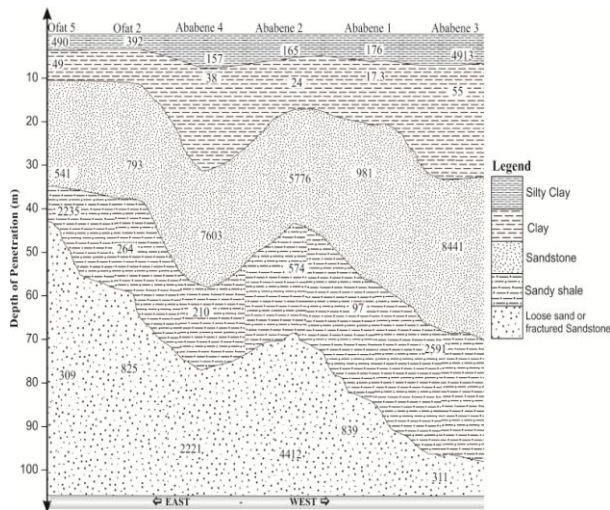 Ofat 5 Ofat 2 Ababene 4 Ababene 2 Ababene 1 Ababene 3
490 392 157 165 176 4913
49 38 24 17.3 55
10
20
30
541 793 5776 981
40
2235
7603 8441
50
264 574
60
210 97
70
2591
80
309 825
90
2221 4412 839
100
311
EAST - WEST
Depth of Penetration (m)
Legend
Silty Clay
Clay
Sandstone
Sandy shale
Loose sand or
fractured Sandstone